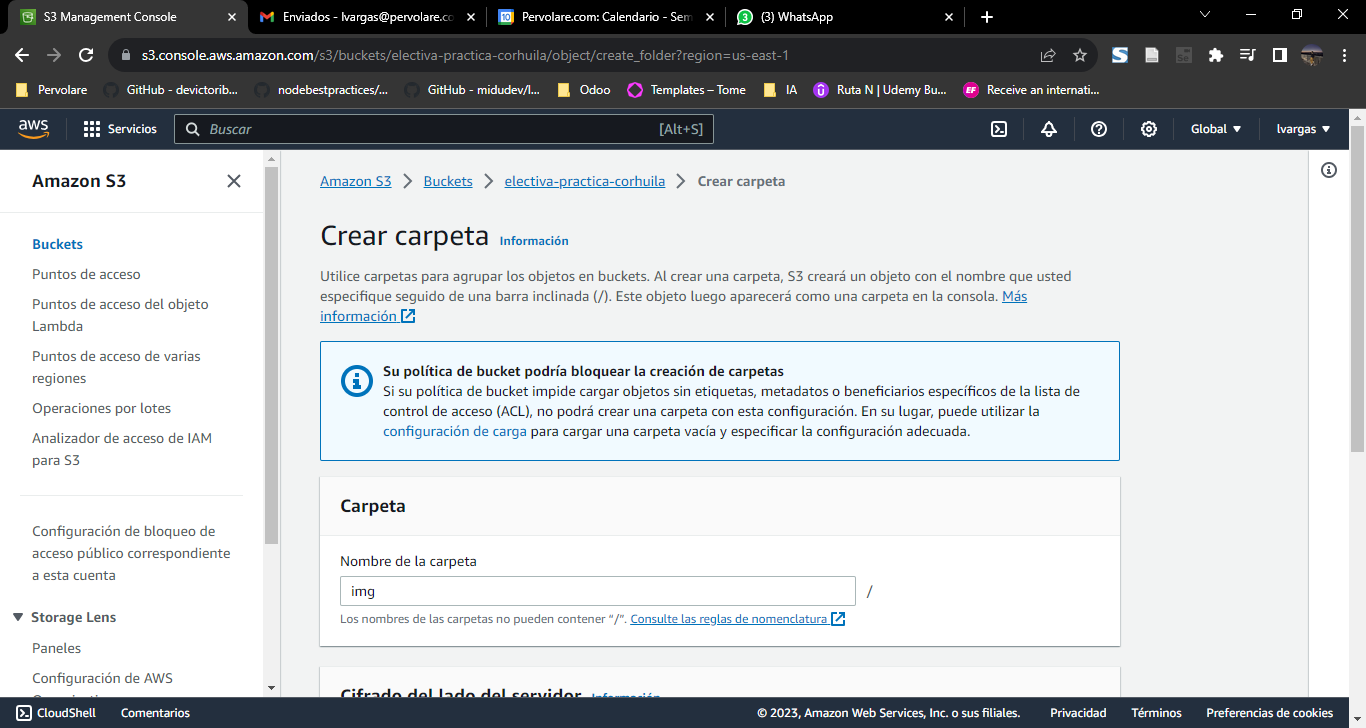 S3 Management Console
Enviados - lvargas@pervolare.co
Pervolare.com: Calendario - Sem
(3) WhatsApp
s3.console.aws.amazon.com/s3/buckets/electiva-practica-corhuila/object/create_folder?region=us-east-1
Pervolare
GitHub - devictorib...
nodebestpractices/...
GitHub - midudev/l...
Odoo
Templates – Tome
IA
Ruta N | Udemy Bu...
Receive an internati...
aws
Servicios
Buscar
[Alt+S]
Global
lvargas
Amazon S3
Buckets
Puntos de acceso
Puntos de acceso del objeto
Lambda
Puntos de acceso de varias
regiones
Operaciones por lotes
Analizador de acceso de IAM
para S3
Configuración de bloqueo de
acceso público correspondiente
a esta cuenta
Storage Lens
Paneles
Configuración de AWS
Amazon S3 > Buckets > electiva-practica-corhuila > Crear carpeta
Crear carpeta Información
Utilice carpetas para agrupar los objetos en buckets. Al crear una carpeta, S3 creará un objeto con el nombre que usted
especifique seguido de una barra inclinada (/). Este objeto luego aparecerá como una carpeta en la consola. Más
información
Su política de bucket podría bloquear la creación de carpetas
Si su política de bucket impide cargar objetos sin etiquetas, metadatos o beneficiarios específicos de la lista de
control de acceso (ACL), no podrá crear una carpeta con esta configuración. En su lugar, puede utilizar la
configuración de carga para cargar una carpeta vacía y especificar la configuración adecuada.
Carpeta
Nombre de la carpeta
img /
Los nombres de las carpetas no pueden contener “/”. Consulte las reglas de nomenclatura
Cifrado del lado del servidor Información
CloudShell
Comentarios
© 2023, Amazon Web Services, Inc. o sus filiales.
Privacidad
Términos
Preferencias de cookies